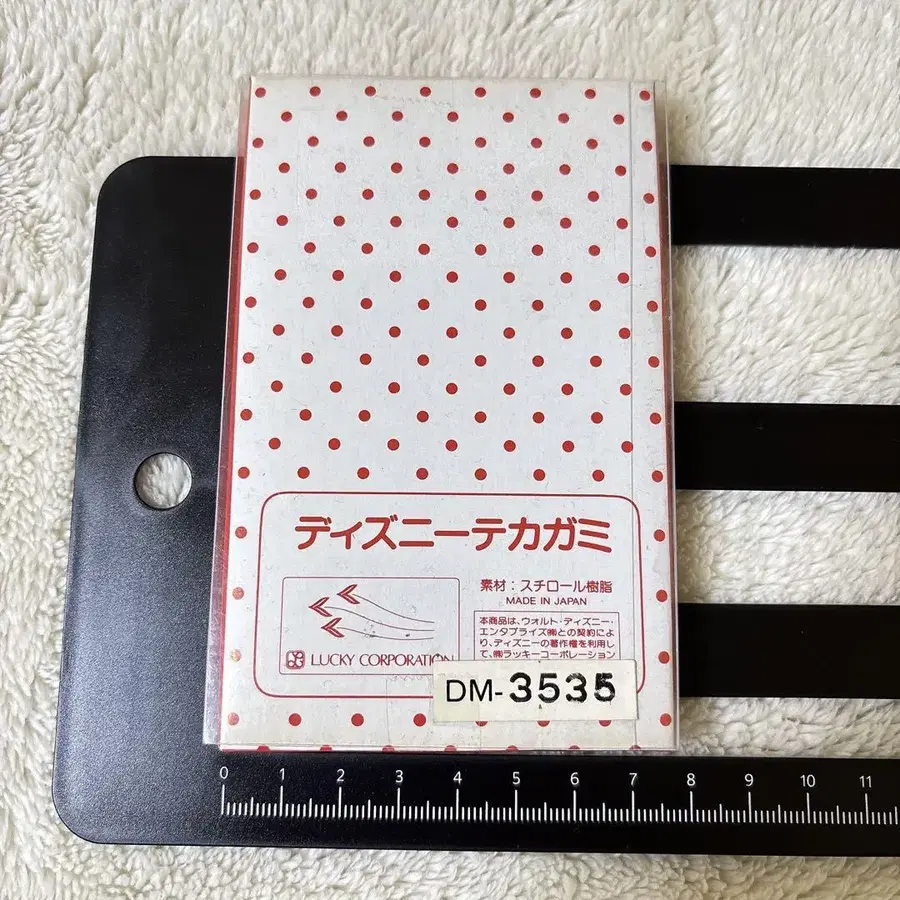 ディズニーテカガミ
素材：スチロール樹脂
MADE IN JAPAN
本商品は、ウォルト・ディズニー・
エンタプライズ㈱との契約によ
り、ディズニーの著作権を利用し
て、㈱ラッキーコーポレーション
LUCKY CORPORATION
DM-3535
0 1 2 3 4 5 6 7 8 9 10 11